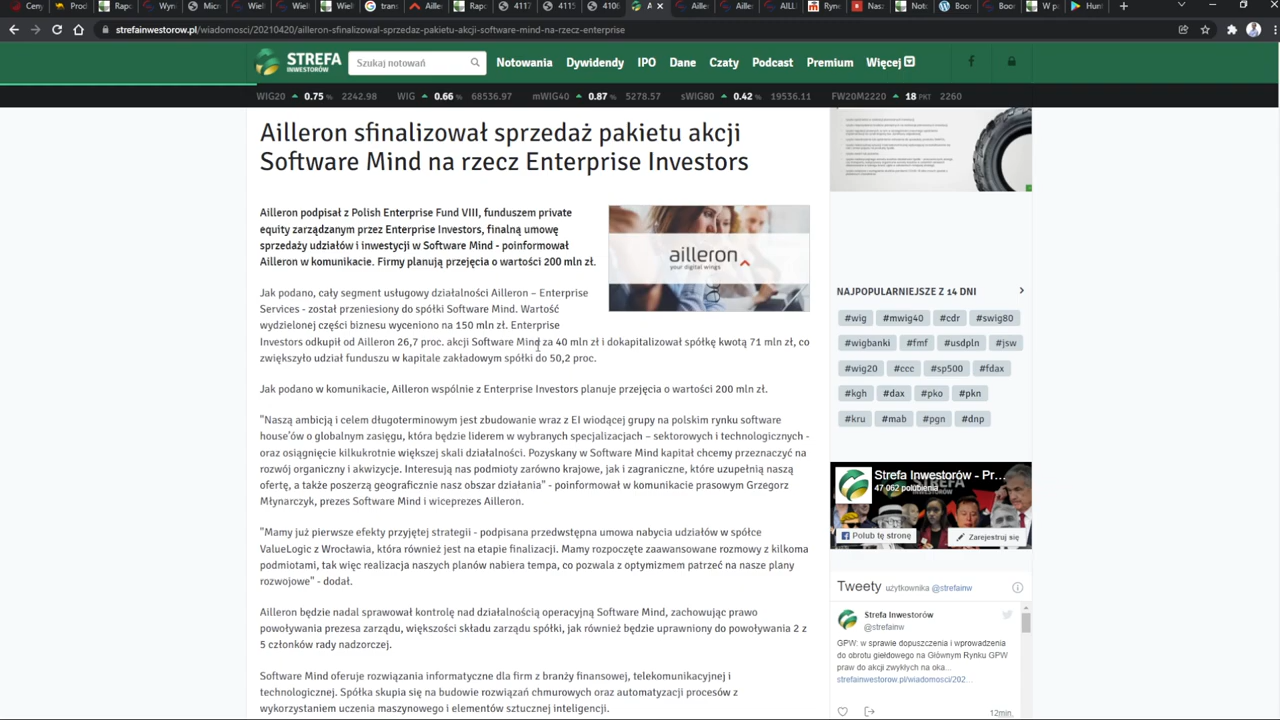 strefainwestorow.pl/wiadomosci/20210420/ailleron-sfinalizowal-sprzedaz-pakietu-akcji-software-mind-na-rzecz-enterprise
STREFA
INWESTORÓW
Szukaj notowań
Notowania Dywidendy IPO Dane Czaty Podcast Premium Więcej
WIG20 0.75 % 2242.98 WIG 0.66 % 68536.97 mWIG40 0.87 % 5278.57 sWIG80 0.42 % 19536.11 FW20M2220 18 PKT 2260
Ailleron sfinalizował sprzedaż pakietu akcji
Software Mind na rzecz Enterprise Investors
Ailleron podpisał z Polish Enterprise Fund VIII, funduszem private
equity zarządzanym przez Enterprise Investors, finalną umowę
sprzedaży udziałów i inwestycji w Software Mind - poinformował
Ailleron w komunikacie. Firmy planują przejęcia o wartości 200 mln zł.
ailleron
your digital wings
Jak podano, cały segment usługowy działalności Ailleron – Enterprise
Services - został przeniesiony do spółki Software Mind. Wartość
wydzielonej części biznesu wyceniono na 150 mln zł. Enterprise
Investors odkupił od Ailleron 26,7 proc. akcji Software Mind za 40 mln zł i dokapitalizował spółkę kwotą 71 mln zł, co
zwiększyło udział funduszu w kapitale zakładowym spółki do 50,2 proc.
Jak podano w komunikacie, Ailleron wspólnie z Enterprise Investors planuje przejęcia o wartości 200 mln zł.
"Naszą ambicją i celem długoterminowym jest zbudowanie wraz z EI wiodącej grupy na polskim rynku software
house'ów o globalnym zasięgu, która będzie liderem w wybranych specjalizacjach – sektorowych i technologicznych -
oraz osiągnięcie kilkukrotnie większej skali działalności. Pozyskany w Software Mind kapitał chcemy przeznaczyć na
rozwój organiczny i akwizycje. Interesują nas podmioty zarówno krajowe, jak i zagraniczne, które uzupełnią naszą
ofertę, a także poszerzą geograficznie nasz obszar działania" - poinformował w komunikacie prasowym Grzegorz
Młynarczyk, prezes Software Mind i wiceprezes Ailleron.
"Mamy już pierwsze efekty przyjętej strategii - podpisana przedwstępna umowa nabycia udziałów w spółce
ValueLogic z Wrocławia, która również jest na etapie finalizacji. Mamy rozpoczęte zaawansowane rozmowy z kilkoma
podmiotami, tak więc realizacja naszych planów nabiera tempa, co pozwala z optymizmem patrzeć na nasze plany
rozwojowe" - dodał.
Ailleron będzie nadal sprawował kontrolę nad działalnością operacyjną Software Mind, zachowując prawo
powoływania prezesa zarządu, większości składu zarządu spółki, jak również będzie uprawniony do powoływania 2 z
5 członków rady nadzorczej.
Software Mind oferuje rozwiązania informatyczne dla firm z branży finansowej, telekomunikacyjnej i
technologicznej. Spółka skupia się na budowie rozwiązań chmurowych oraz automatyzacji procesów z
wykorzystaniem uczenia maszynowego i elementów sztucznej inteligencji.
NAJPOPULARNIEJSZE Z 14 DNI
#wig #mwig40 #cdr #swig80
#wigbanki #fmf #usdpln #jsw
#wig20 #ccc #sp500 #fdax
#kgh #dax #pko #pkn
#kru #mab #pgn #dnp
Strefa Inwestorów - Pr...
47 062 polubienia
Polub tę stronę Zarejestruj się
Tweety użytkownika @strefainw
Strefa Inwestorów
@strefainw
GPW: w sprawie dopuszczenia i wprowadzenia
do obrotu giełdowego na Głównym Rynku GPW
praw do akcji zwykłych na oka...
strefainwestorow.pl/wiadomosci/202...
12min.